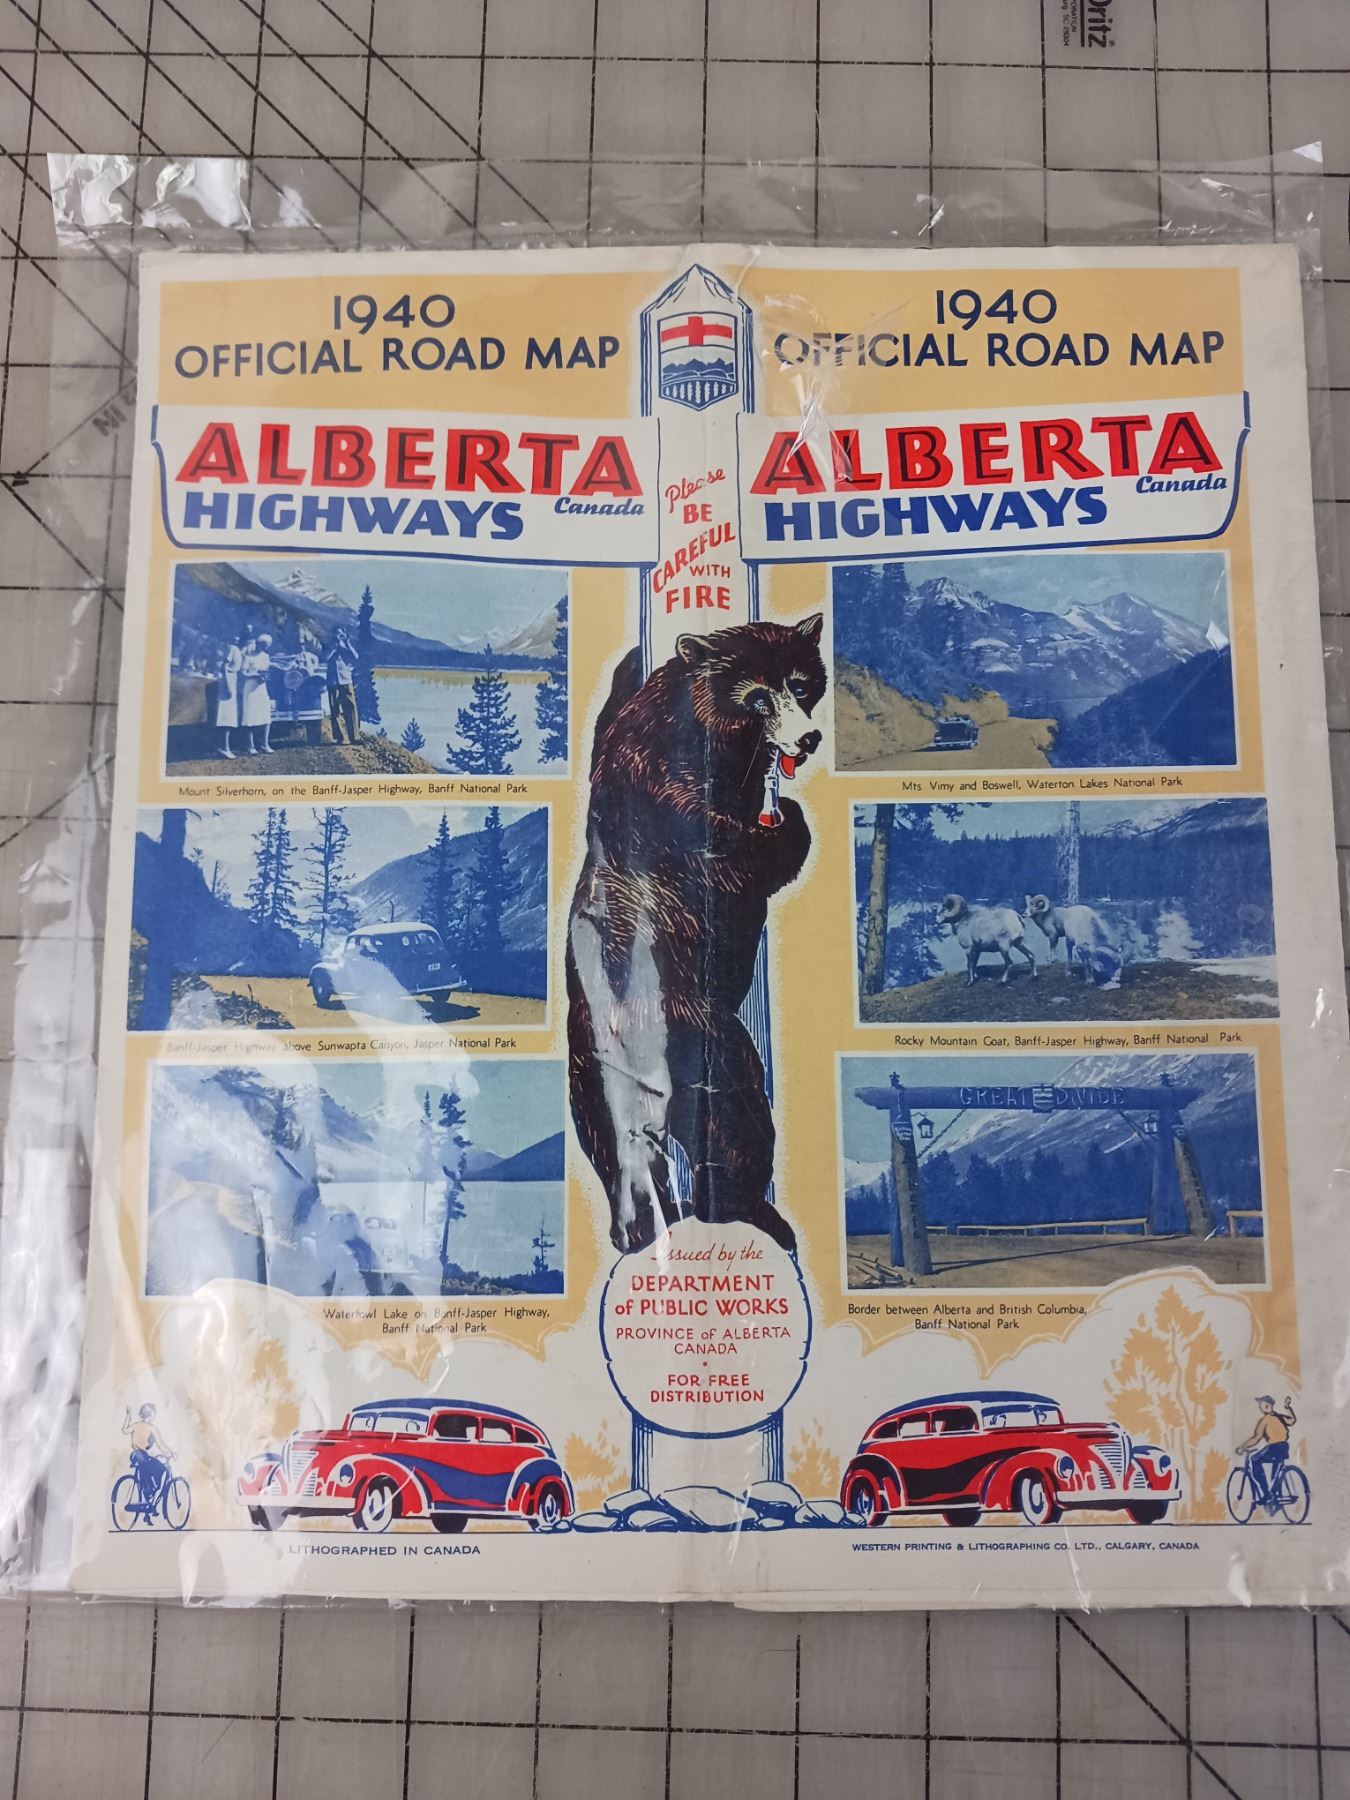 Dritz
1940
OFFICIAL ROAD MAP
ALBERTA
HIGHWAYS
Canada
1940
OFFICIAL ROAD MAP
ALBERTA
HIGHWAYS
Canada
Please
BE
CAREFUL
WITH
FIRE
Mount Silverhorn, on the Banff-Jasper Highway, Banff National Park
Mts. Vimy and Boswell, Waterton Lakes National Park
Banff-Jasper Highway above Sunwapta Canyon, Jasper National Park
Rocky Mountain Goat, Banff-Jasper Highway, Banff National Park
GREAT DIVIDE
Waterfowl Lake on Banff-Jasper Highway,
Banff National Park
Border between Alberta and British Columbia,
Banff National Park
Issued by the
DEPARTMENT
of PUBLIC WORKS
PROVINCE of ALBERTA
CANADA
•
FOR FREE
DISTRIBUTION
LITHOGRAPHED IN CANADA
WESTERN PRINTING & LITHOGRAPHING CO. LTD., CALGARY, CANADA